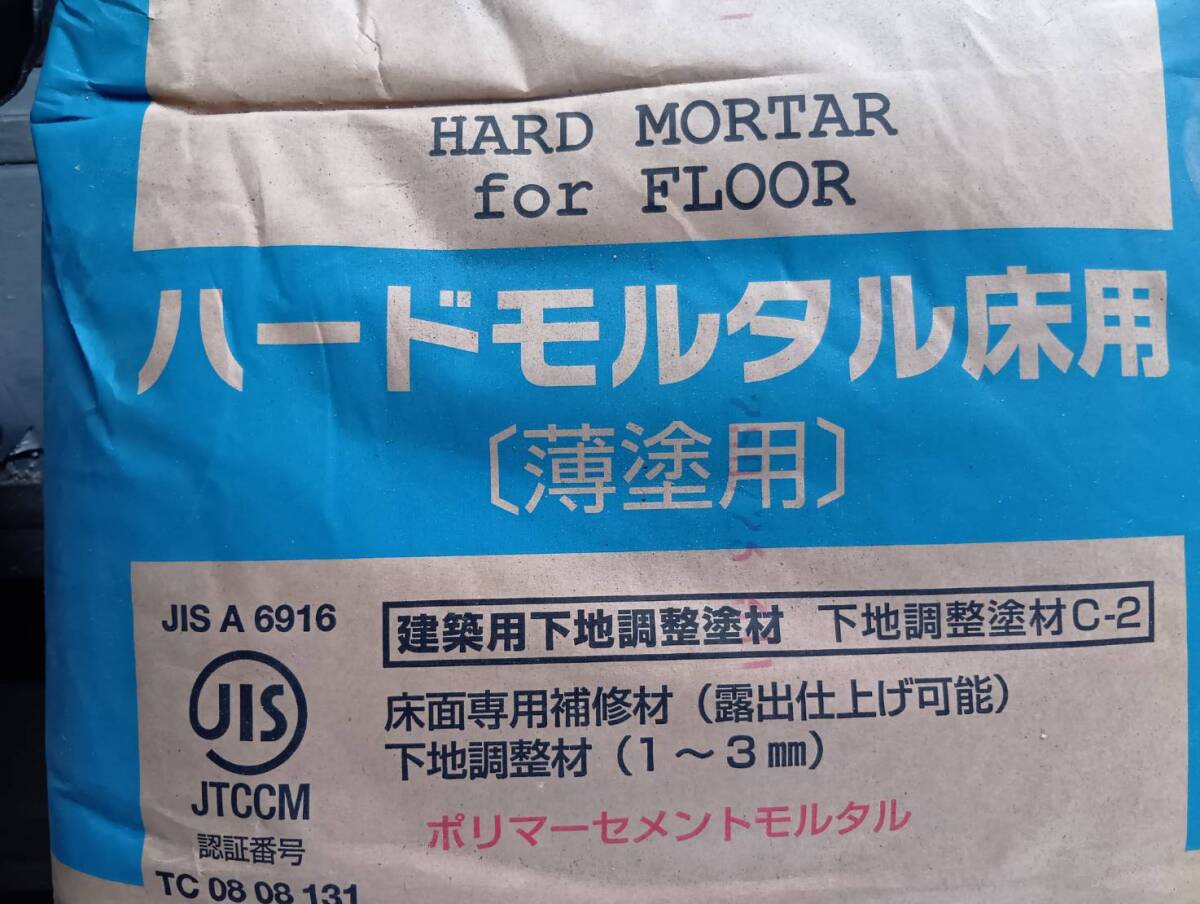 HARD MORTAR
for FLOOR
ハードモルタル床用
〔薄塗用〕
JIS A 6916
建築用下地調整塗材 下地調整塗材C-2
JIS
床面専用補修材（露出仕上げ可能）
下地調整材（1～3㎜）
JTCCM
ポリマーセメントモルタル
認証番号
TC 08 08 131